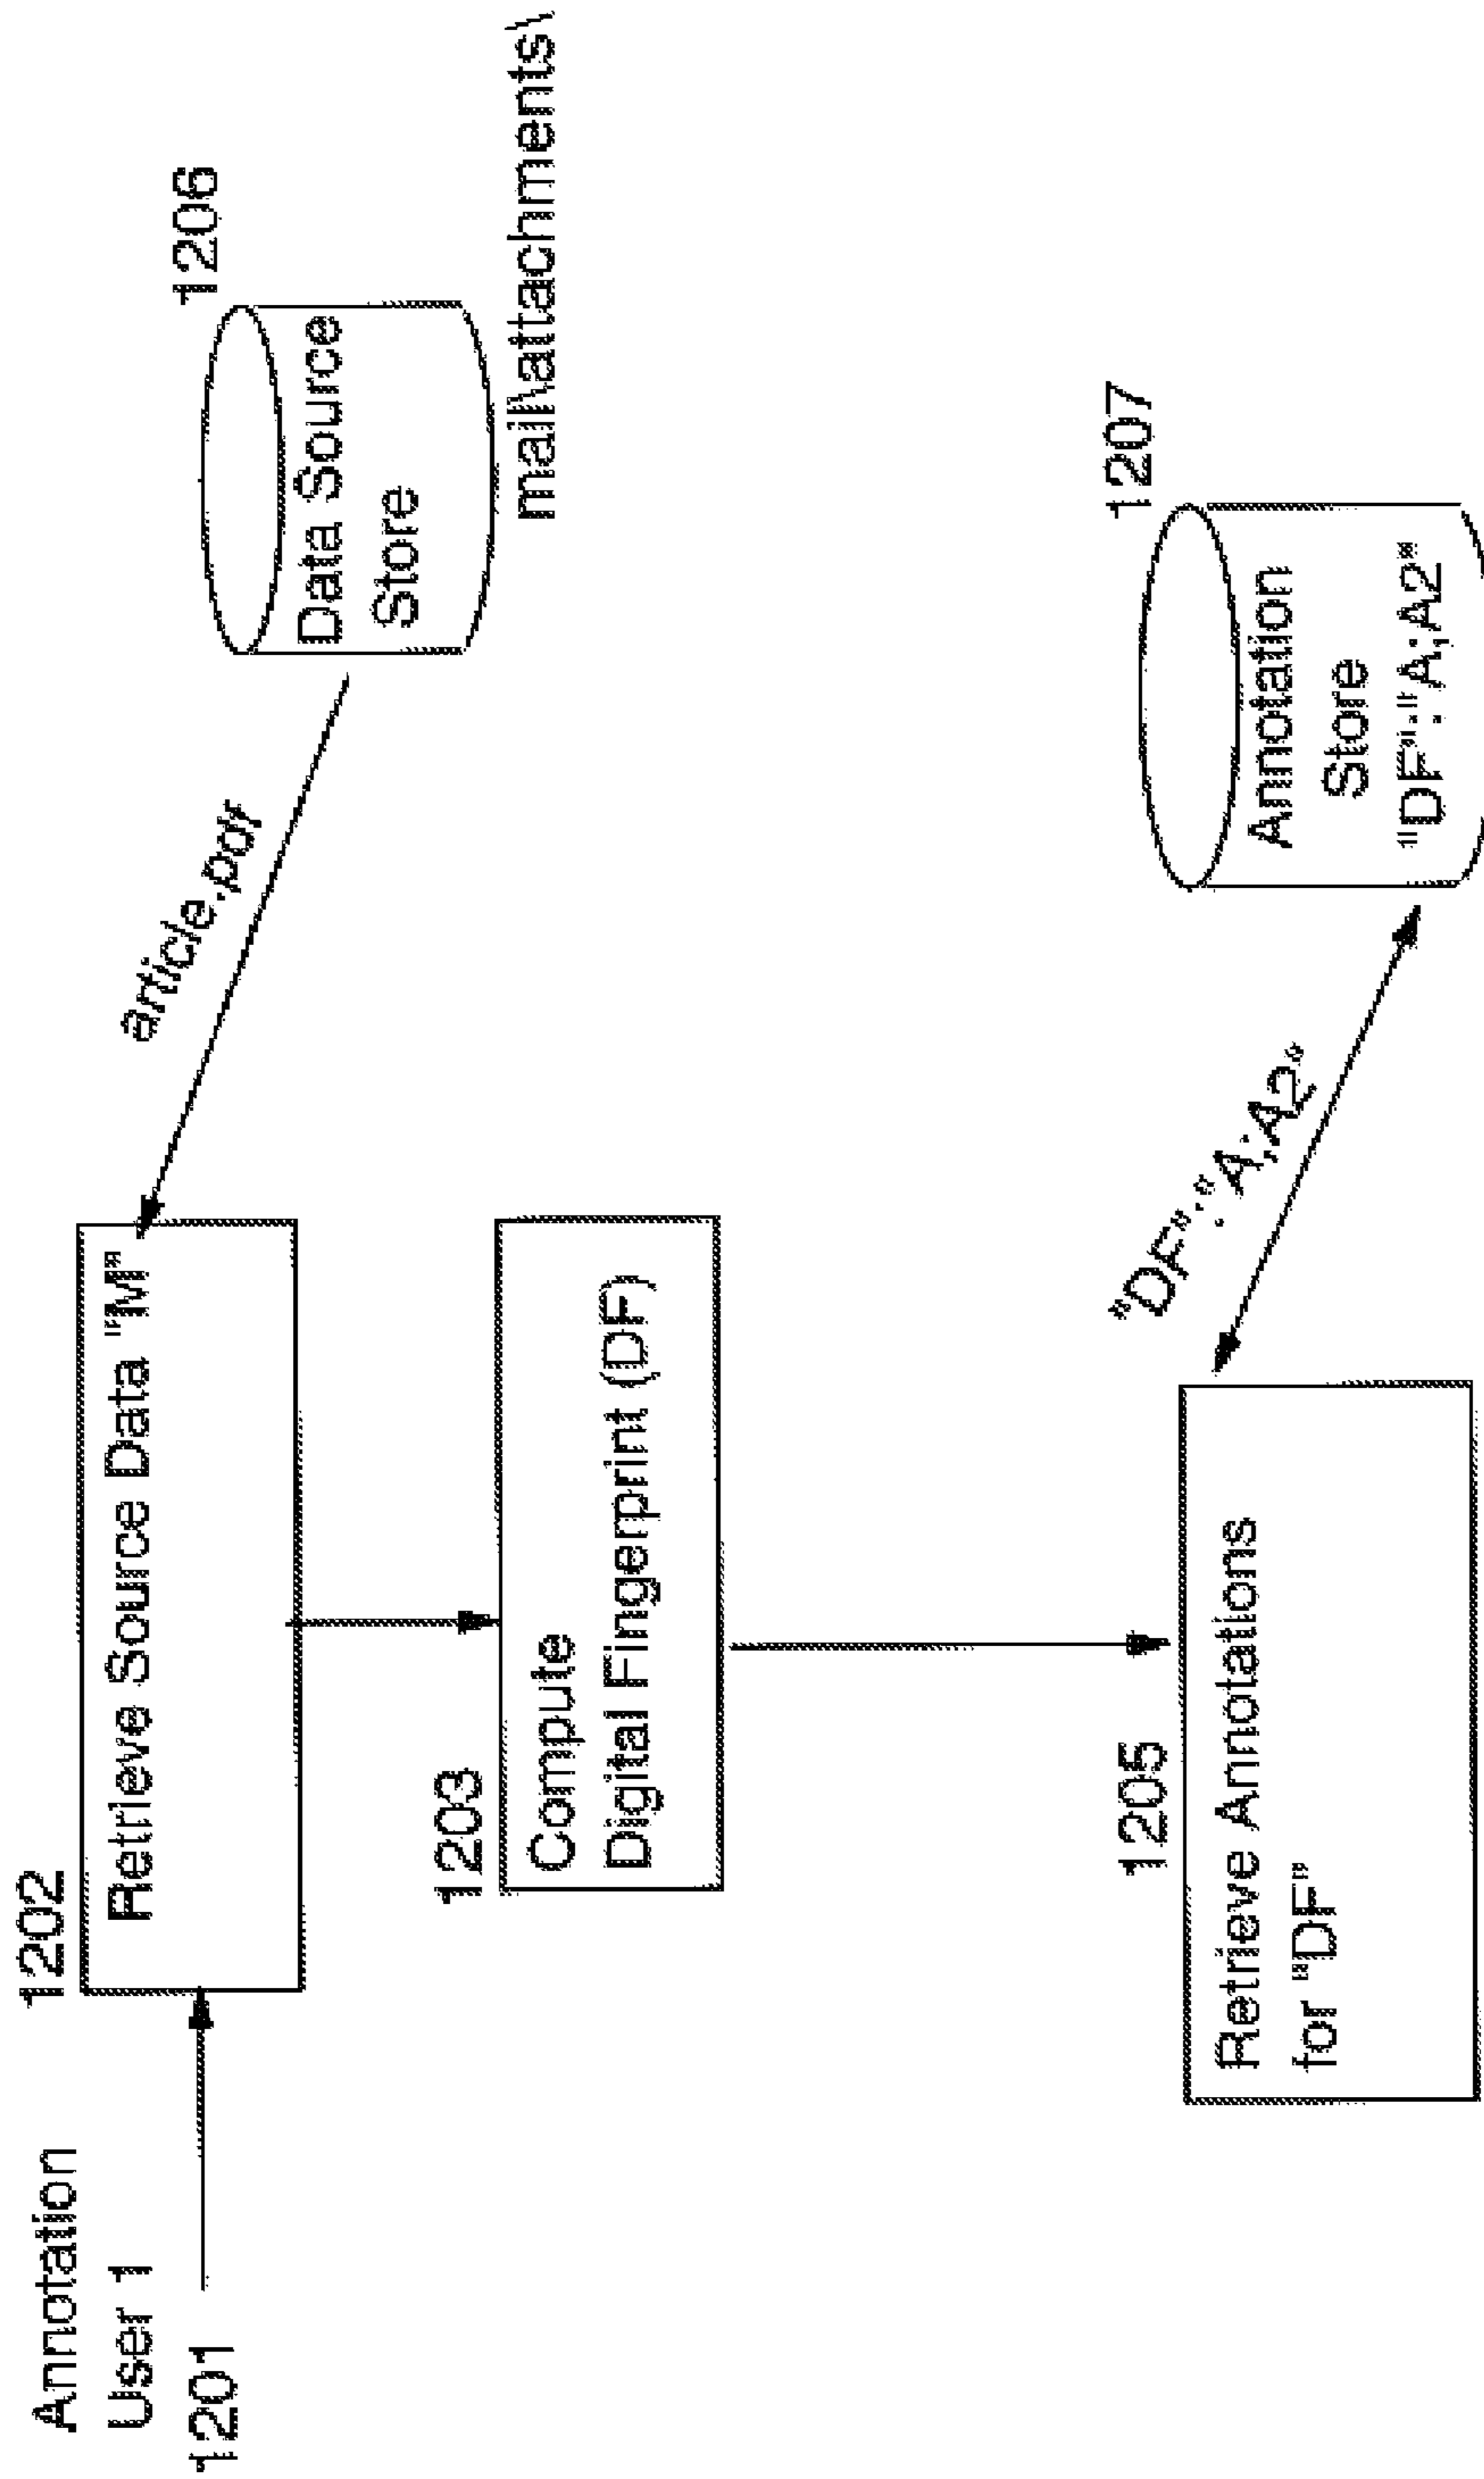 Annotation
User 1
1201
1202
Retrieve Source Data "M"
article.pdf
1206
Data Source
Store
mail\attachments\
1203
Compute
Digital Fingerprint (DF)
1205
Retrieve Annotations
for "DF"
"DF":"A;A2"
1207
Annotation
Store
"DF":"A;A2"